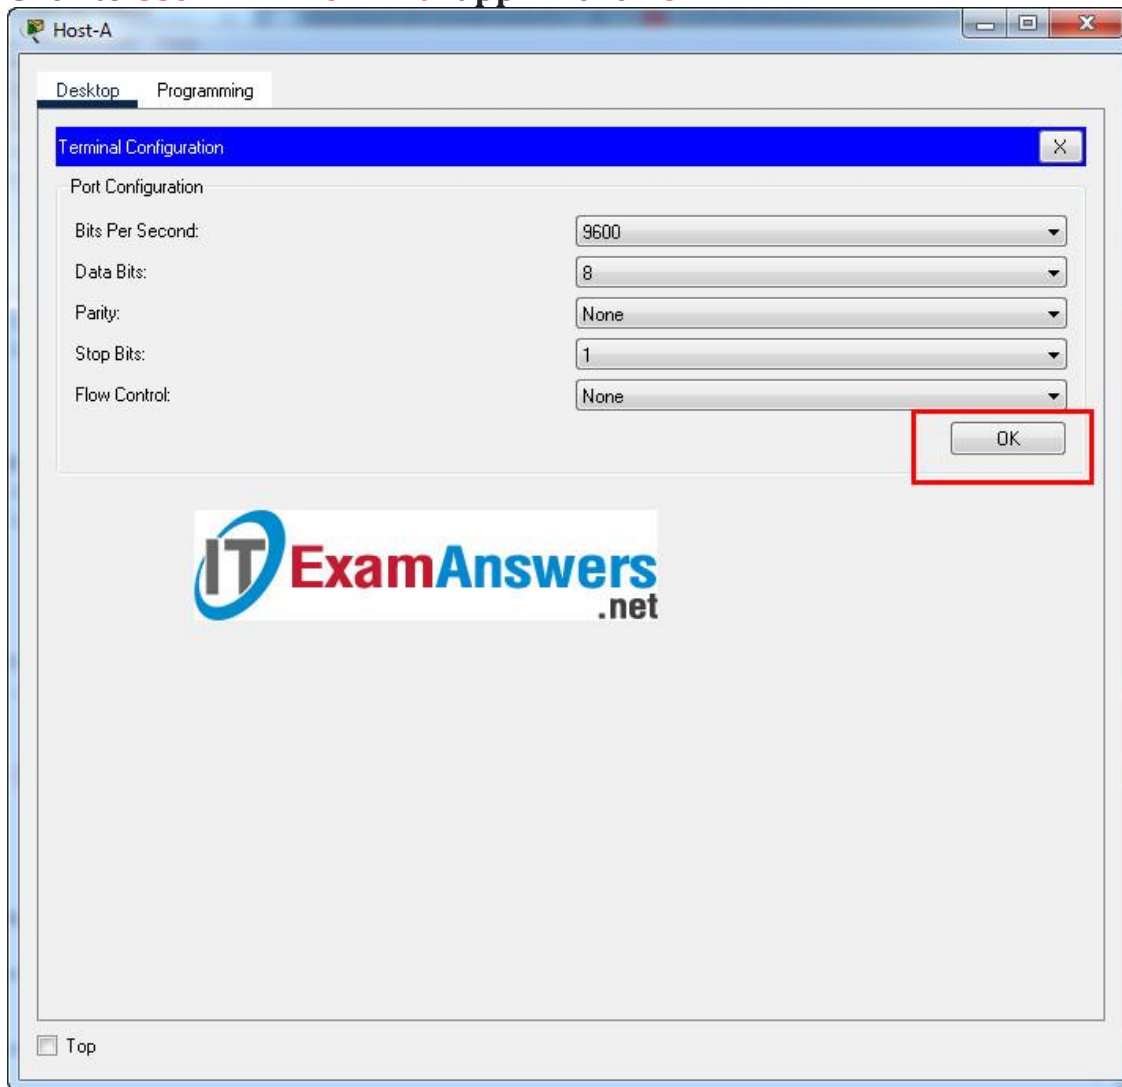 Host-A
Desktop Programming
Terminal Configuration X
Port Configuration
Bits Per Second: 9600
Data Bits: 8
Parity: None
Stop Bits: 1
Flow Control: None
OK
ITExamAnswers
.net
Top